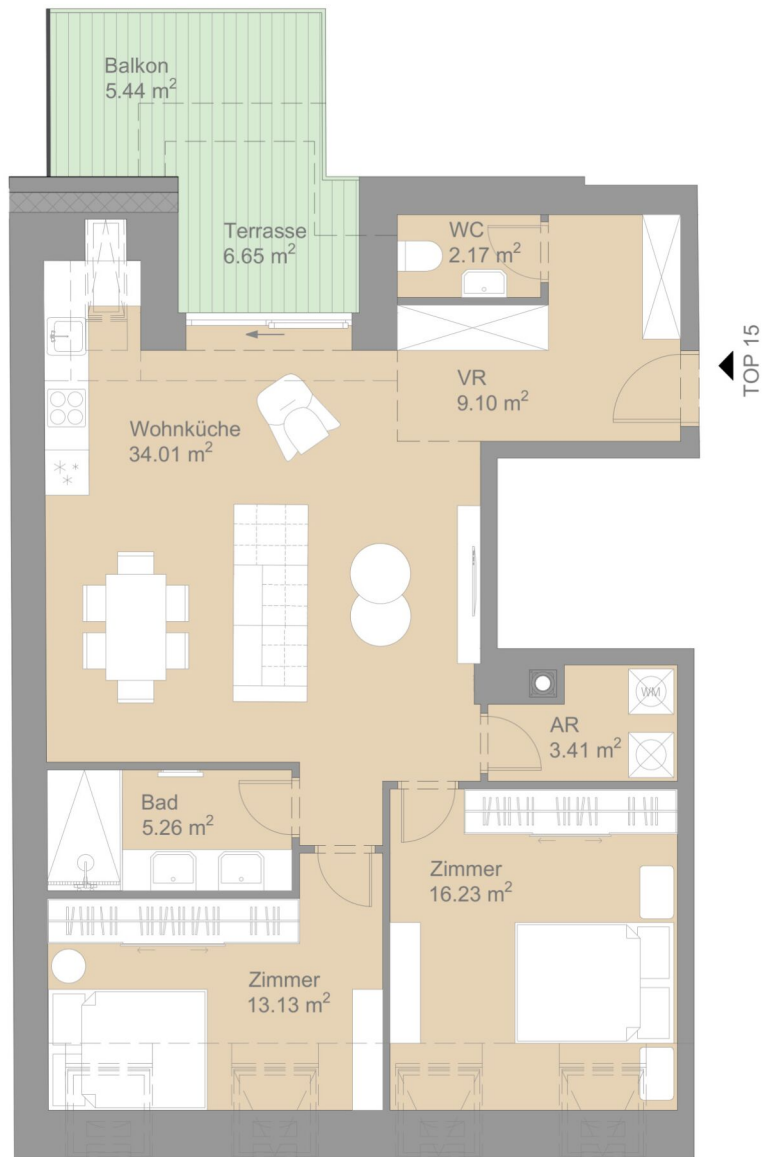 Balkon
5.44 m²
Terrasse
6.65 m²
WC
2.17 m²
VR
9.10 m²
TOP 15
Wohnküche
34.01 m²
WM
AR
3.41 m²
Bad
5.26 m²
Zimmer
16.23 m²
Zimmer
13.13 m²